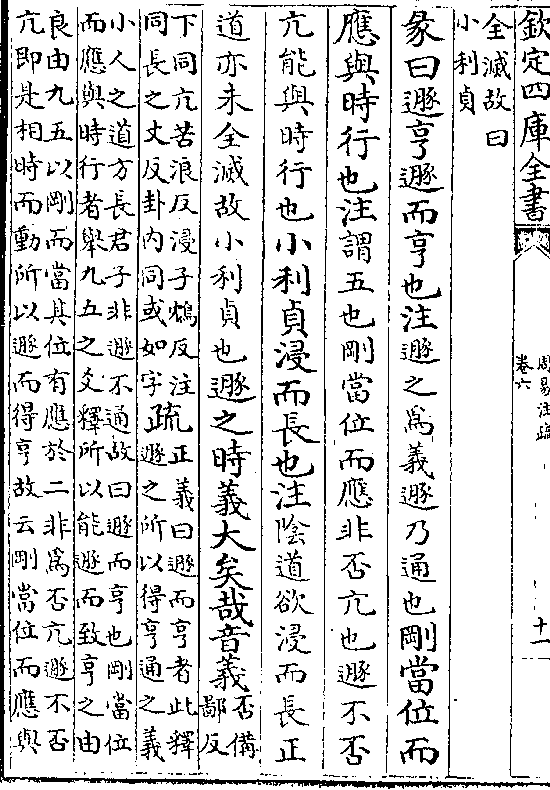 欽定四庫全書
周易注疏
卷六
十一
全滅故曰
小利貞
彖曰遯亨遯而亨也注遯之為義遯乃通也剛當位而
應與時行也注謂五也剛當位而應非否亢也遯不否
亢能與時行也小利貞浸而長也注陰道欲浸而長正
道亦未全滅故小利貞也遯之時義大矣哉音義否備
鄙反
下同亢苦浪反浸子鴆反注
同長之丈反卦內同或如字
疏
正義曰遯而亨者此釋
遯之所以得亨通之義
小人之道方長君子非遯不通故曰遯而亨也剛當位
而應與時行者舉九五之爻釋所以能遯而致亨之由
良由九五以剛而當其位有應於二非為否亢遯不否
亢即是相時而動所以遯而得亨故云剛當位而應與